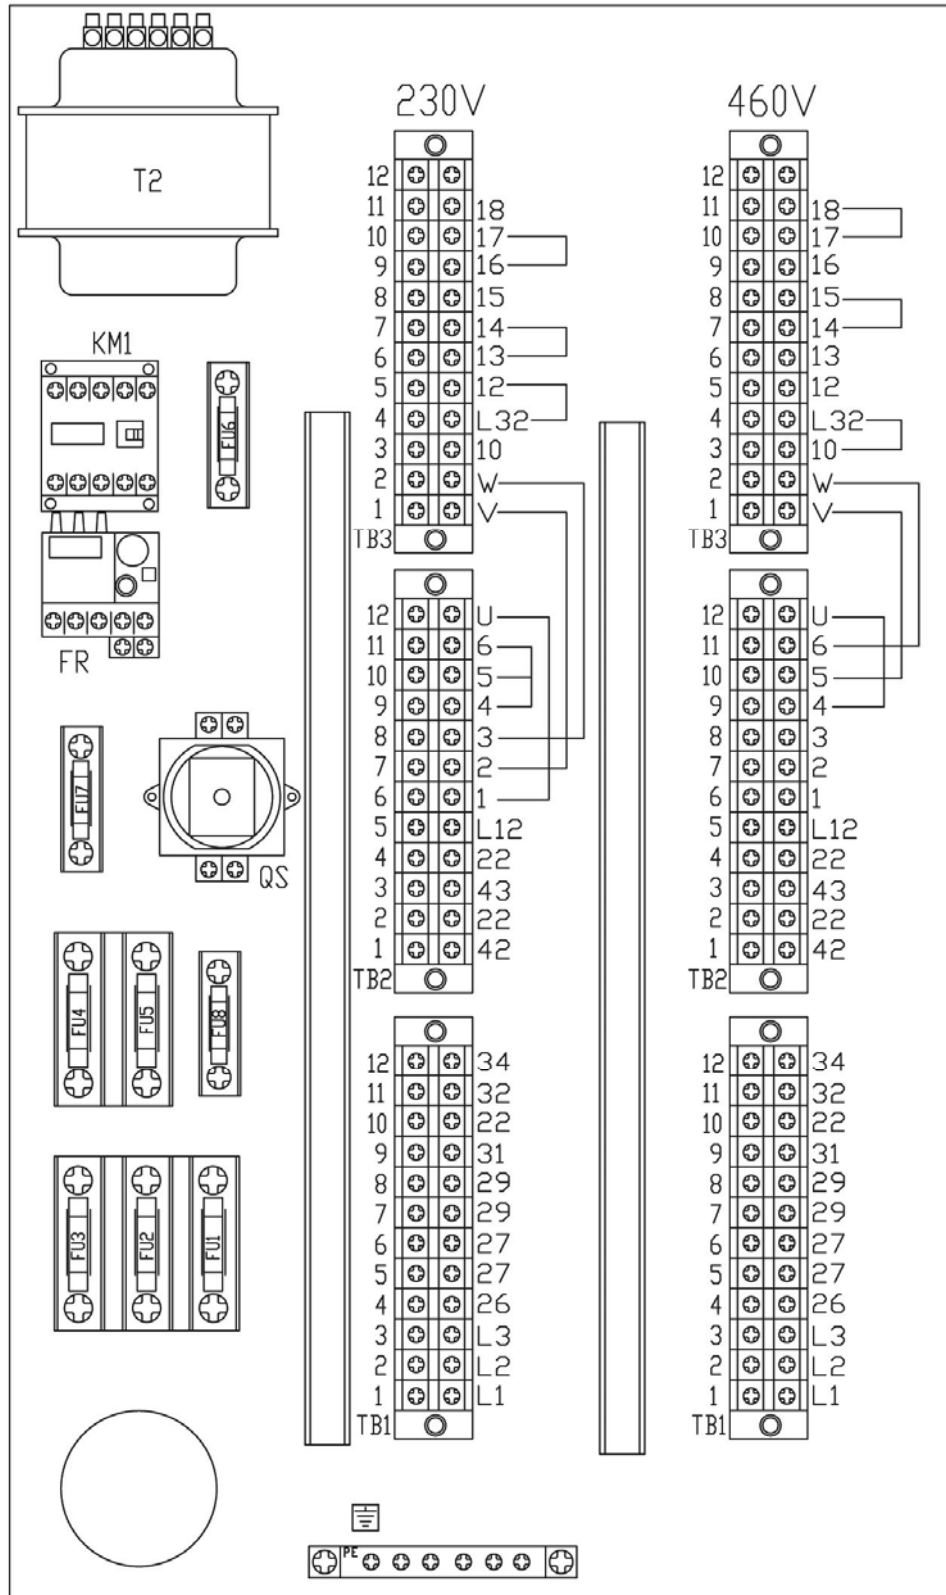 230V 460V
T2
12 12
11 18 11 18
10 17 10 17
9 16 9 16
8 15 8 15
7 14 7 14
6 13 6 13
5 12 5 12
4 L32 4 L32
3 10 3 10
2 W 2 W
1 V 1 V
TB3 TB3
KM1
FU6
FR
12 U 12 U
11 6 11 6
10 5 10 5
9 4 9 4
8 3 8 3
7 2 7 2
6 1 6 1
5 L12 5 L12
4 22 4 22
3 43 3 43
2 22 2 22
1 42 1 42
TB2 TB2
FU7
QS
FU4 FU5 FU8
12 34 12 34
11 32 11 32
10 22 10 22
9 31 9 31
8 29 8 29
7 29 7 29
6 27 6 27
5 27 5 27
4 26 4 26
3 L3 3 L3
2 L2 2 L2
1 L1 1 L1
TB1 TB1
FU3 FU2 FU1
PE